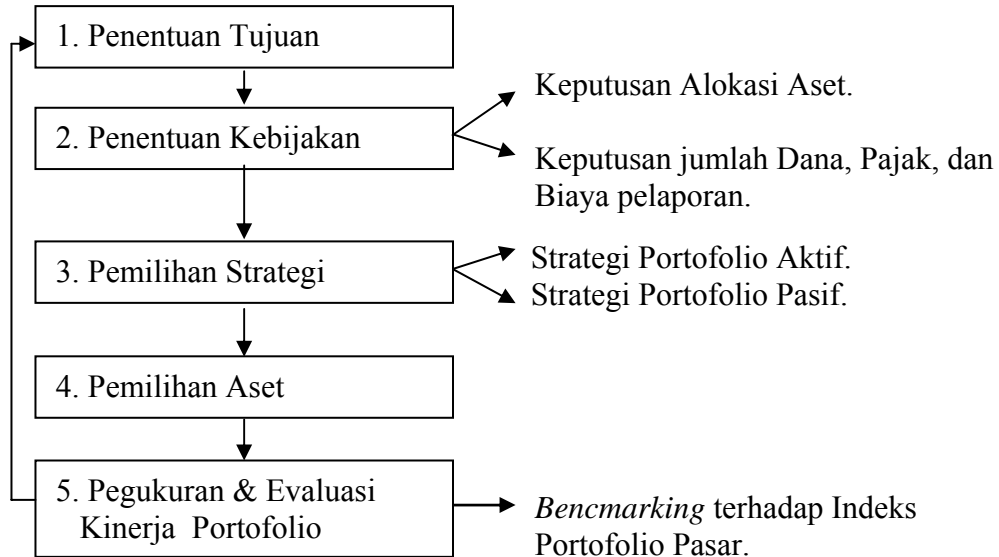 1. Penentuan Tujuan
Keputusan Alokasi Aset.
2. Penentuan Kebijakan
Keputusan jumlah Dana, Pajak, dan
Biaya pelaporan.
3. Pemilihan Strategi
Strategi Portofolio Aktif.
Strategi Portofolio Pasif.
4. Pemilihan Aset
5. Pegukuran & Evaluasi
Kinerja Portofolio
Bencmarking terhadap Indeks
Portofolio Pasar.